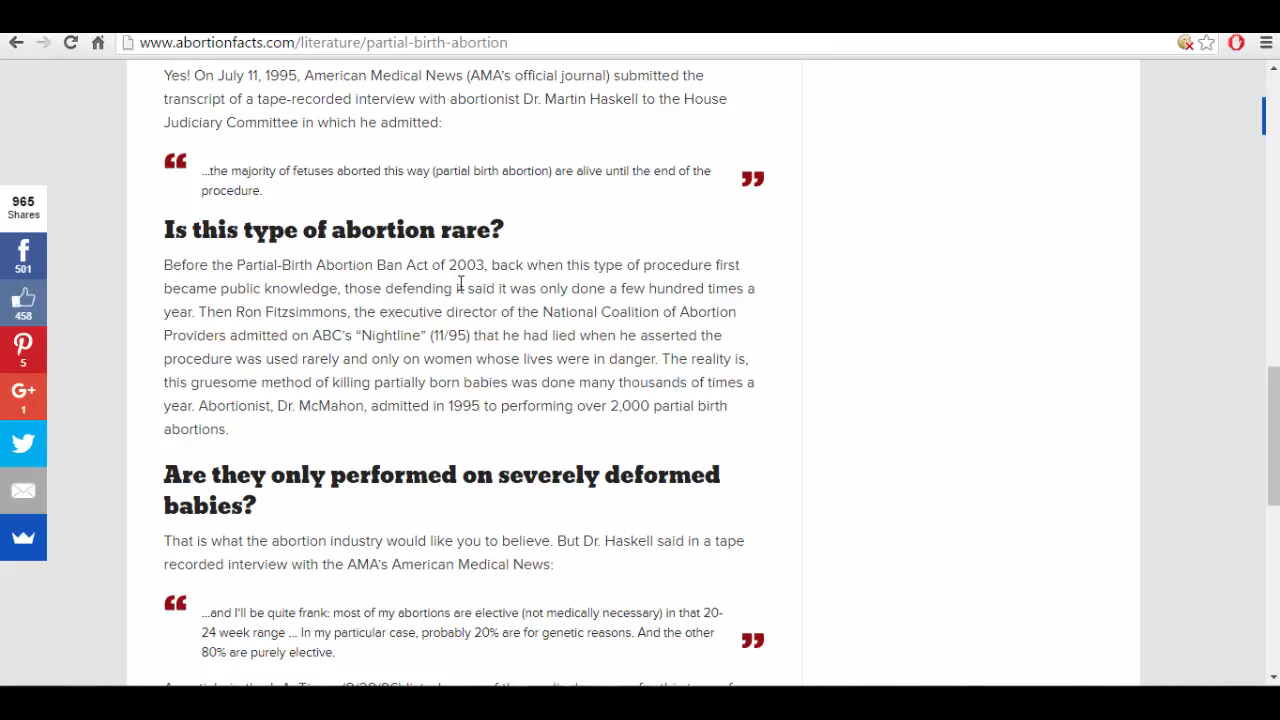 www.abortionfacts.com/literature/partial-birth-abortion
Yes! On July 11, 1995, American Medical News (AMA's official journal) submitted the
transcript of a tape-recorded interview with abortionist Dr. Martin Haskell to the House
Judiciary Committee in which he admitted:
“
...the majority of fetuses aborted this way (partial birth abortion) are alive until the end of the
procedure.
”
965
Shares
Is this type of abortion rare?
501
Before the Partial-Birth Abortion Ban Act of 2003, back when this type of procedure first
became public knowledge, those defending it said it was only done a few hundred times a
458
year. Then Ron Fitzsimmons, the executive director of the National Coalition of Abortion
Providers admitted on ABC's “Nightline” (11/95) that he had lied when he asserted the
5
procedure was used rarely and only on women whose lives were in danger. The reality is,
this gruesome method of killing partially born babies was done many thousands of times a
G+
1
year. Abortionist, Dr. McMahon, admitted in 1995 to performing over 2,000 partial birth
abortions.
Are they only performed on severely deformed
babies?
That is what the abortion industry would like you to believe. But Dr. Haskell said in a tape
recorded interview with the AMA's American Medical News:
“
...and I'll be quite frank: most of my abortions are elective (not medically necessary) in that 20-
24 week range ... In my particular case, probably 20% are for genetic reasons. And the other
80% are purely elective.
”